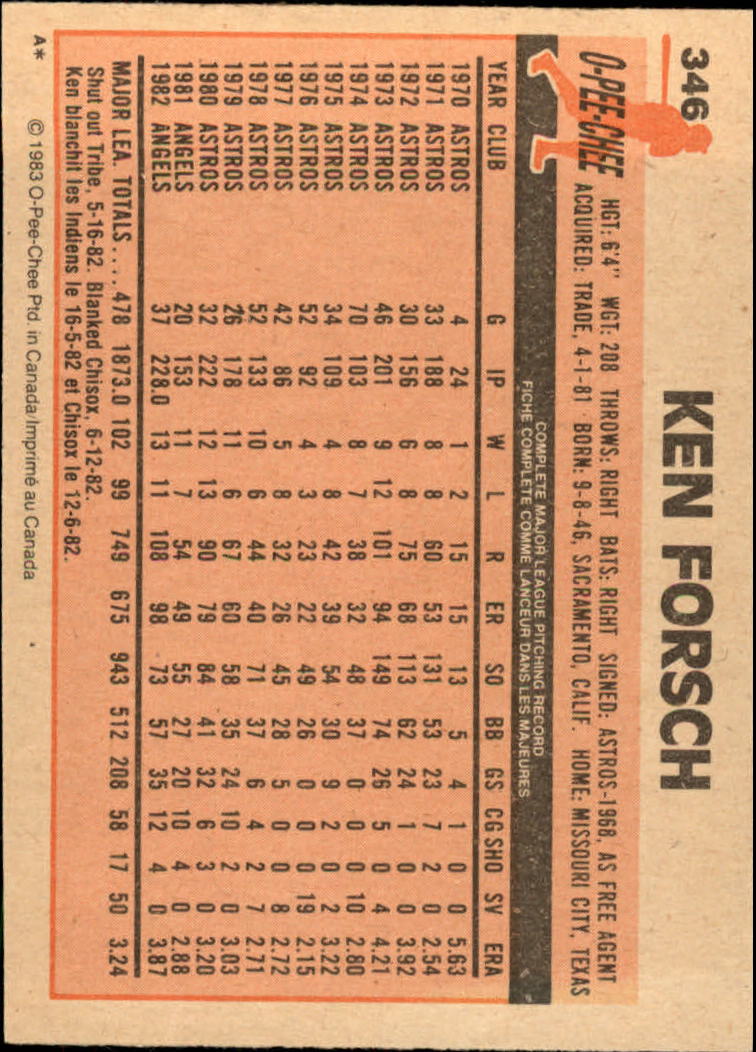 346
KEN FORSCH
O-PEE-CHEE
HGT: 6'4" WGT: 208 THROWS: RIGHT BATS: RIGHT SIGNED: ASTROS-1968, AS FREE AGENT
ACQUIRED: TRADE, 4-1-81 BORN: 9-8-46, SACRAMENTO, CALIF. HOME: MISSOURI CITY, TEXAS
COMPLETE MAJOR LEAGUE PITCHING RECORD
FICHE COMPLETE COMME LANCEUR DANS LES MAJEURES
YEAR CLUB G IP W L R ER SO BB GS CG SHO SV ERA
1970 ASTROS 4 24 1 2 15 15 13 5 4 1 0 0 5.63
1971 ASTROS 33 188 8 8 60 53 131 53 23 7 2 0 2.54
1972 ASTROS 30 156 6 8 75 68 113 62 24 1 0 0 3.92
1973 ASTROS 46 201 9 12 101 94 149 74 26 5 0 4 4.21
1974 ASTROS 70 103 8 7 38 32 48 37 0 0 0 10 2.80
1975 ASTROS 34 109 4 8 42 39 54 30 9 2 0 2 3.22
1976 ASTROS 52 92 4 3 23 22 49 26 0 0 0 19 2.15
1977 ASTROS 42 86 5 8 32 26 45 28 5 0 0 8 2.72
1978 ASTROS 52 133 10 6 44 40 71 37 6 4 2 7 2.71
1979 ASTROS 26 178 11 6 67 60 58 35 24 10 2 0 3.03
1980 ASTROS 32 222 12 13 90 79 84 41 32 6 3 0 3.20
1981 ANGELS 20 153 11 7 54 49 55 27 20 10 4 0 2.88
1982 ANGELS 37 228.0 13 11 108 98 73 57 35 12 4 0 3.87
MAJOR LEA. TOTALS.... 478 1873.0 102 99 749 675 943 512 208 58 17 50 3.24
Shut out Tribe, 5-16-82. Blanked Chisox, 6-12-82.
Ken blanchit les Indiens le 16-5-82 et Chisox le 12-6-82.
A* © 1983 O-Pee-Chee Ptd. in Canada/Imprimé au Canada